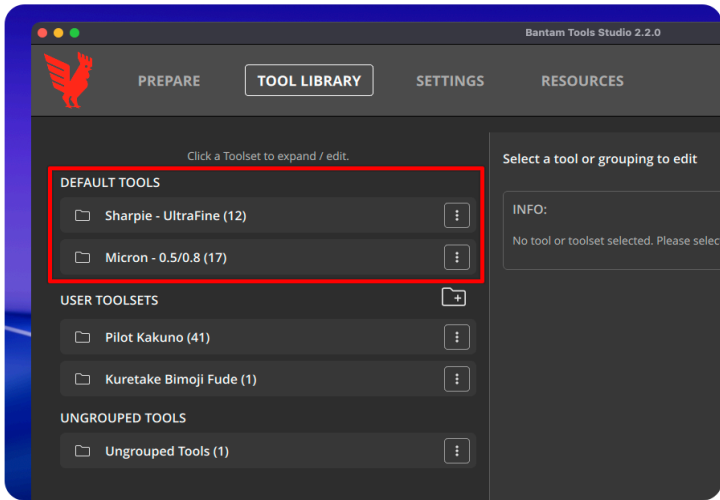 Bantam Tools Studio 2.2.0
PREPARE TOOL LIBRARY SETTINGS RESOURCES
Click a Toolset to expand / edit.
DEFAULT TOOLS
Sharpie - UltraFine (12)
Micron - 0.5/0.8 (17)
USER TOOLSETS
Pilot Kakuno (41)
Kuretake Bimoji Fude (1)
UNGROUPED TOOLS
Ungrouped Tools (1)
Select a tool or grouping to edit
INFO:
No tool or toolset selected. Please selec